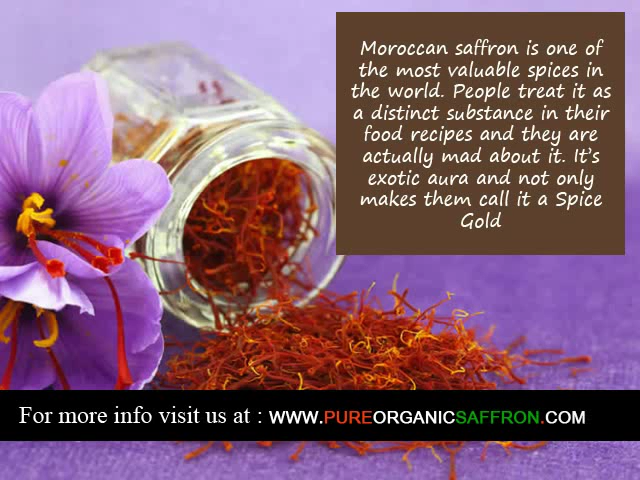 Moroccan saffron is one of
the most valuable spices in
the world. People treat it as
a distinct substance in their
food recipes and they are
actually mad about it. It's
exotic aura and not only
makes them call it a Spice
Gold
For more info visit us at : WWW.PUREORGANICSAFFRON.COM